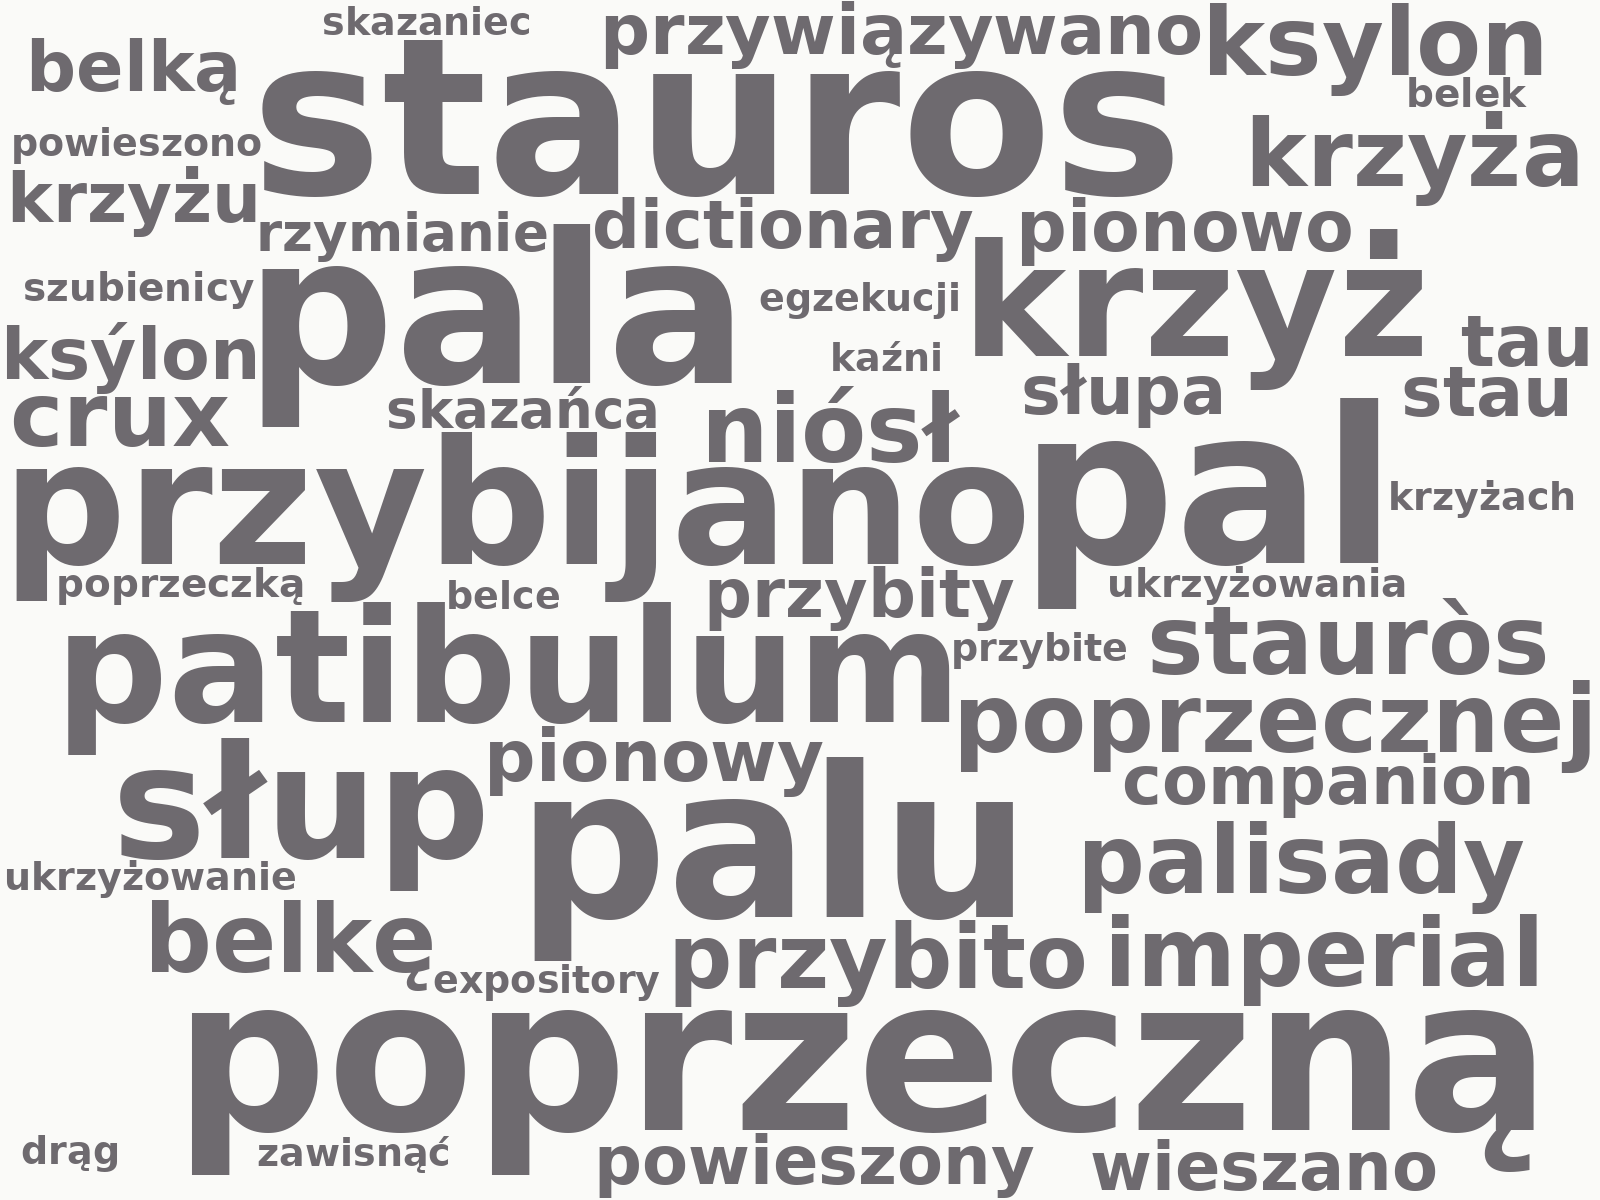 skazaniec
przywiązywano
ksylon
belką
stauros
belek
powieszono
krzyża
krzyżu
rzymianie
dictionary
pionowo
szubienicy
pala
egzekucji
krzyż
ksýlon
kaźni
tau
crux
skazańca
niósł
słupa
stau
przybijano
pal
krzyżach
poprzeczką
belce
przybity
ukrzyżowania
patibulum
przybite
stauròs
poprzecznej
słup
pionowy
palu
companion
ukrzyżowanie
palisady
belkę
expository
przybito
imperial
poprzeczną
drąg
zawisnąć
powieszony
wieszano